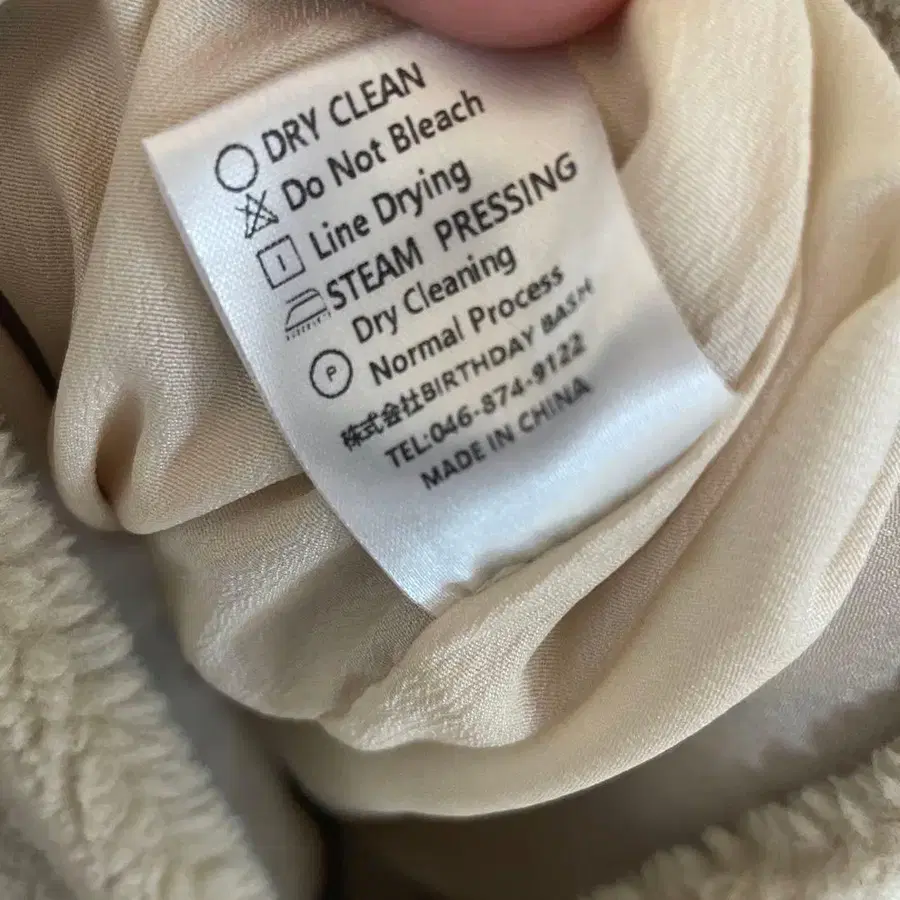 DRY CLEAN
Do Not Bleach
Line Drying
STEAM PRESSING
Dry Cleaning
P Normal Process
株式会社BIRTHDAY BASH
TEL:046-874-9122
MADE IN CHINA